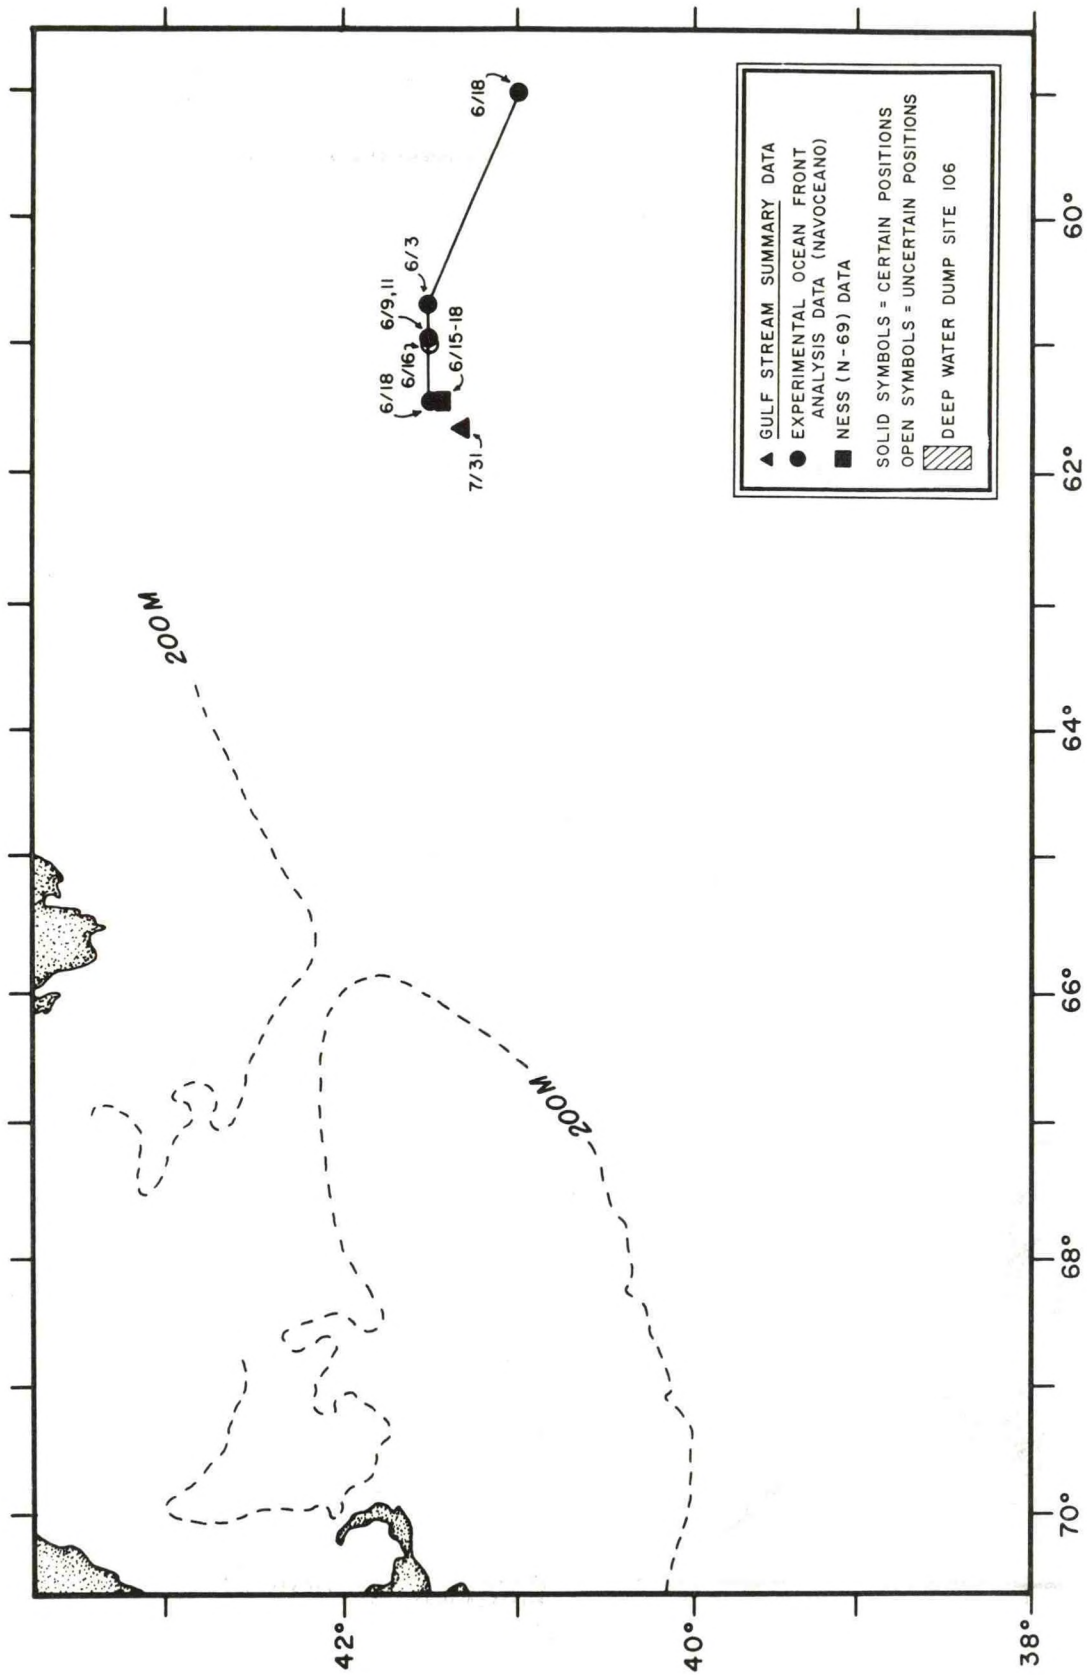 200M
200M
6/18
6/3
6/9,11
6/16
6/18
6/15-18
7/31
GULF STREAM SUMMARY DATA
EXPERIMENTAL OCEAN FRONT
ANALYSIS DATA (NAVOCEANO)
NESS (N-69) DATA
SOLID SYMBOLS = CERTAIN POSITIONS
OPEN SYMBOLS = UNCERTAIN POSITIONS
DEEP WATER DUMP SITE 106
42°
40°
38°
70°
68°
66°
64°
62°
60°